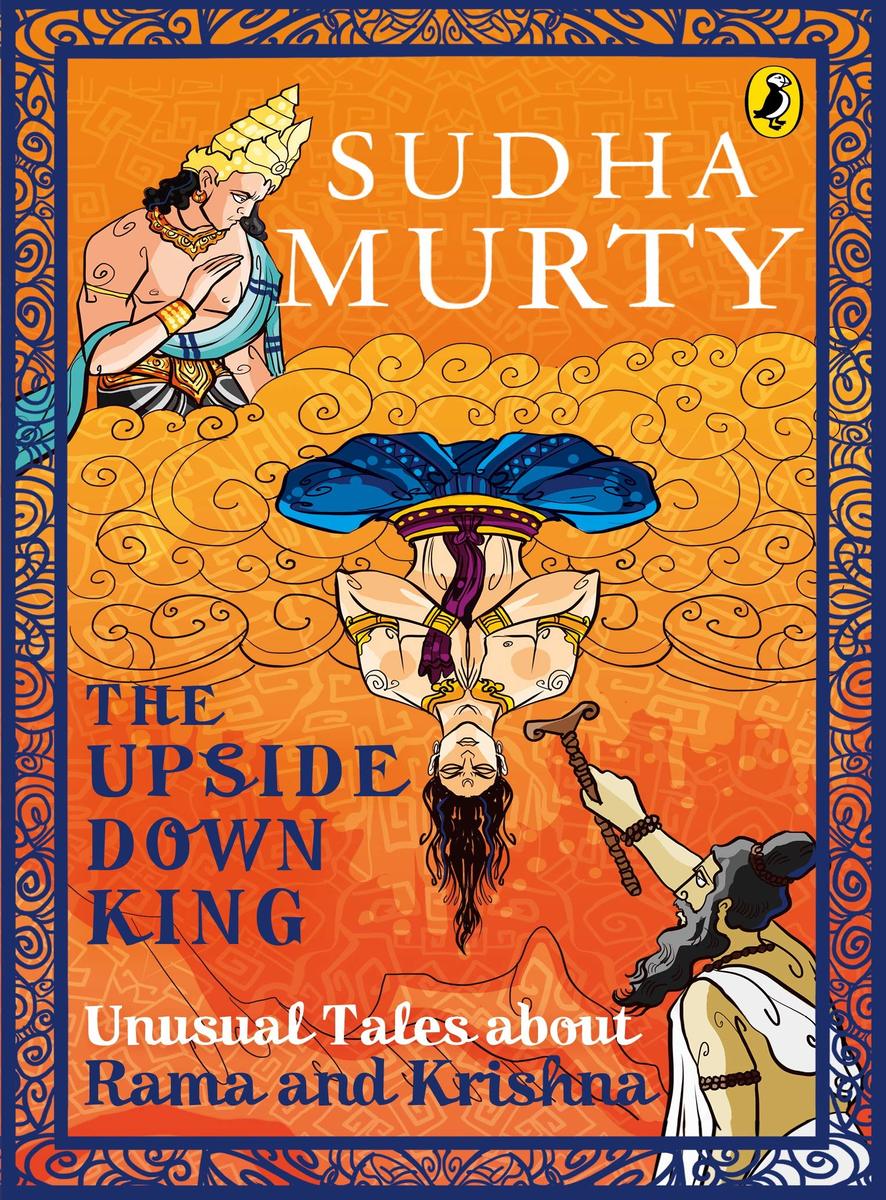 SUDHA
MURTY
THE
UPSIDE
DOWN
KING
Unusual Tales about
Rama and Krishna